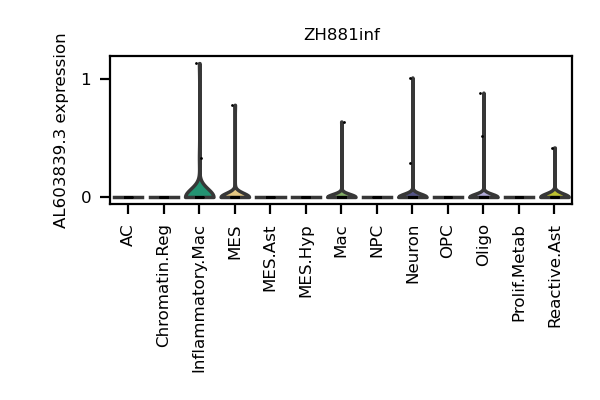 ZH881inf
AL603839.3 expression
1
0
AC
Chromatin.Reg
Inflammatory.Mac
MES
MES.Ast
MES.Hyp
Mac
NPC
Neuron
OPC
Oligo
Prolif.Metab
Reactive.Ast